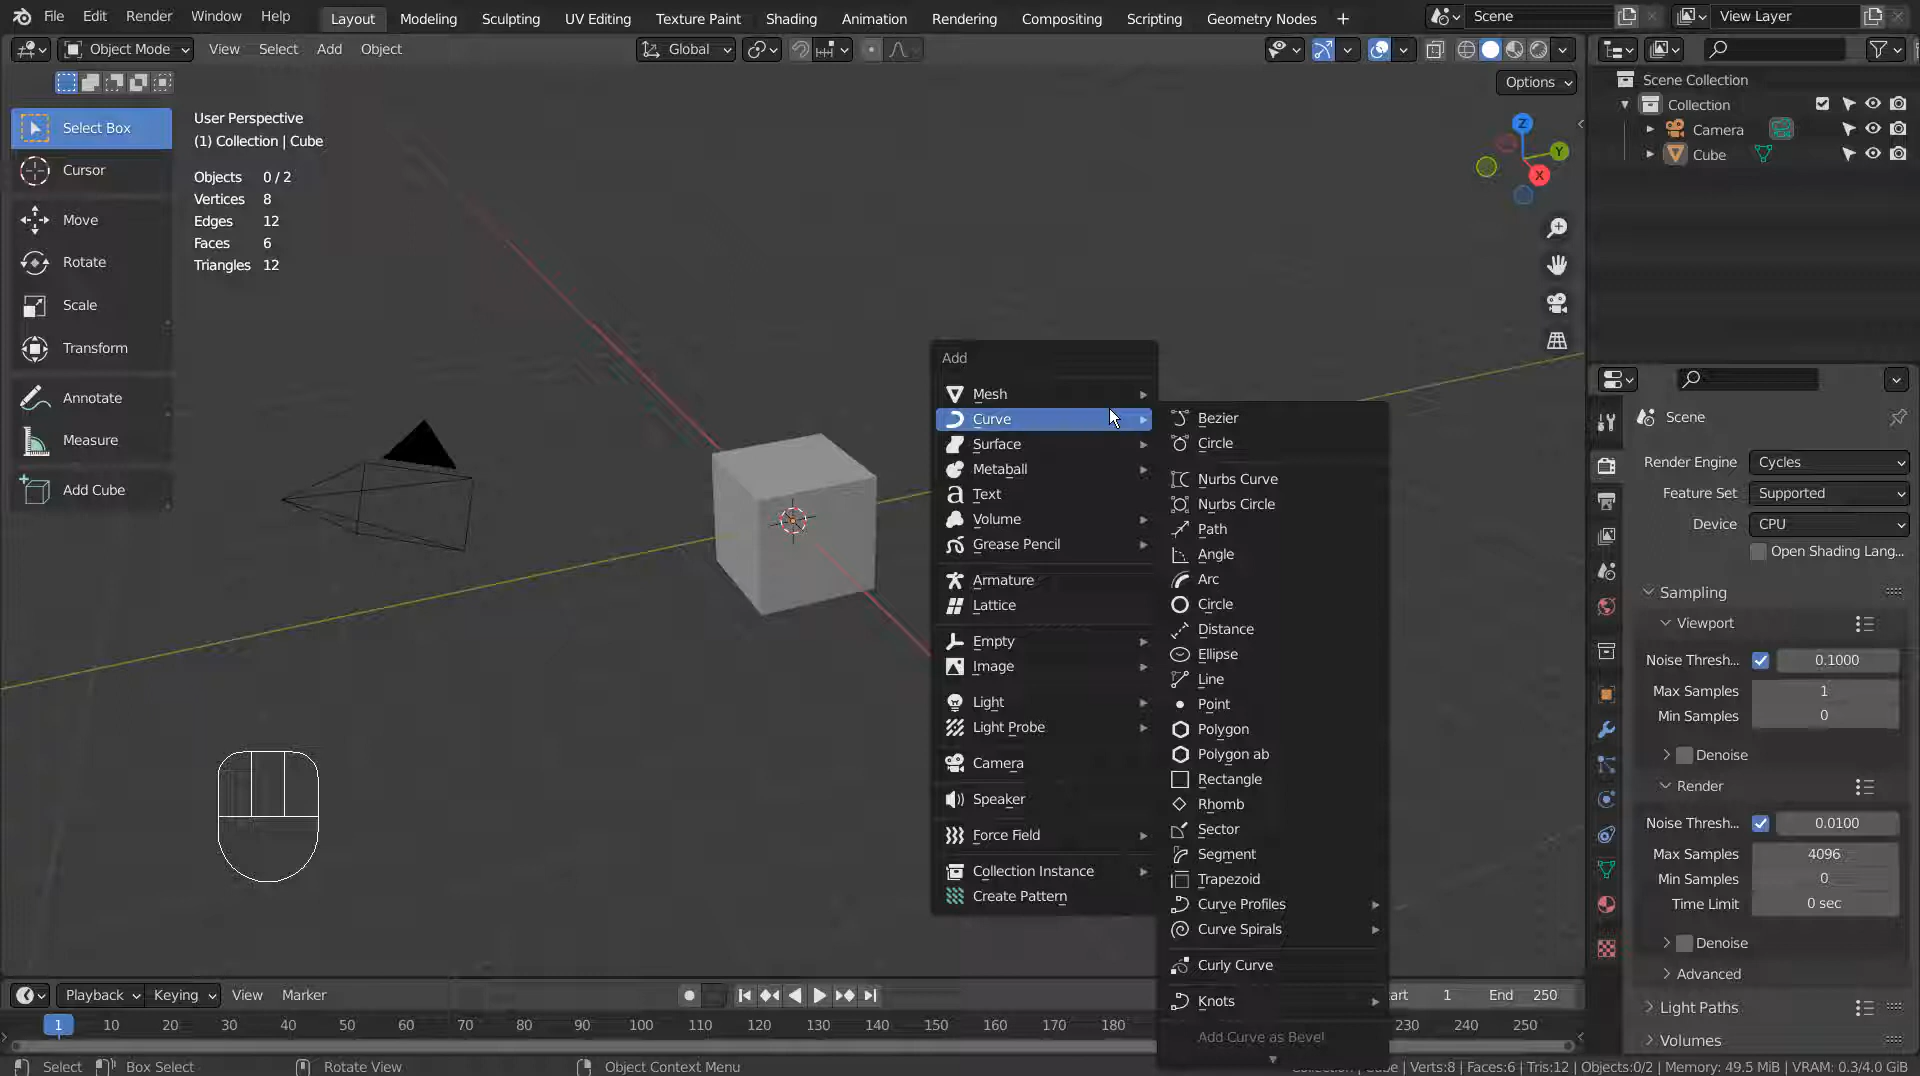 File Edit Render Window Help Layout Modeling Sculpting UV Editing Texture Paint Shading Animation Rendering Compositing Scripting Geometry Nodes + Scene View Layer
Object Mode View Select Add Object Global
Options
Select Box
Cursor
Move
Rotate
Scale
Transform
Annotate
Measure
Add Cube
User Perspective
(1) Collection | Cube
Objects 0 / 2
Vertices 8
Edges 12
Faces 6
Triangles 12
Z
Y
X
Add
Mesh
Curve
Surface
Metaball
Text
Volume
Grease Pencil
Armature
Lattice
Empty
Image
Light
Light Probe
Camera
Speaker
Force Field
Collection Instance
Create Pattern
Bezier
Circle
Nurbs Curve
Nurbs Circle
Path
Angle
Arc
Circle
Distance
Ellipse
Line
Point
Polygon
Polygon ab
Rectangle
Rhomb
Sector
Segment
Trapezoid
Curve Profiles
Curve Spirals
Curly Curve
Knots
Add Curve as Bevel
Scene Collection
Collection
Camera
Cube
Scene
Render Engine Cycles
Feature Set Supported
Device CPU
Open Shading Lang...
Sampling
Viewport
Noise Thresh... 0.1000
Max Samples 1
Min Samples 0
Denoise
Render
Noise Thresh... 0.0100
Max Samples 4096
Min Samples 0
Time Limit 0 sec
Denoise
Advanced
Light Paths
Volumes
Playback Keying View Marker art 1 End 250
1 10 20 30 40 50 60 70 80 90 100 110 120 130 140 150 160 170 180 230 240 250
Select Box Select Rotate View Object Context Menu Collection | Cube | Verts:8 | Faces:6 | Tris:12 | Objects:0/2 | Memory: 49.5 MiB | VRAM: 0.3/4.0 GiB